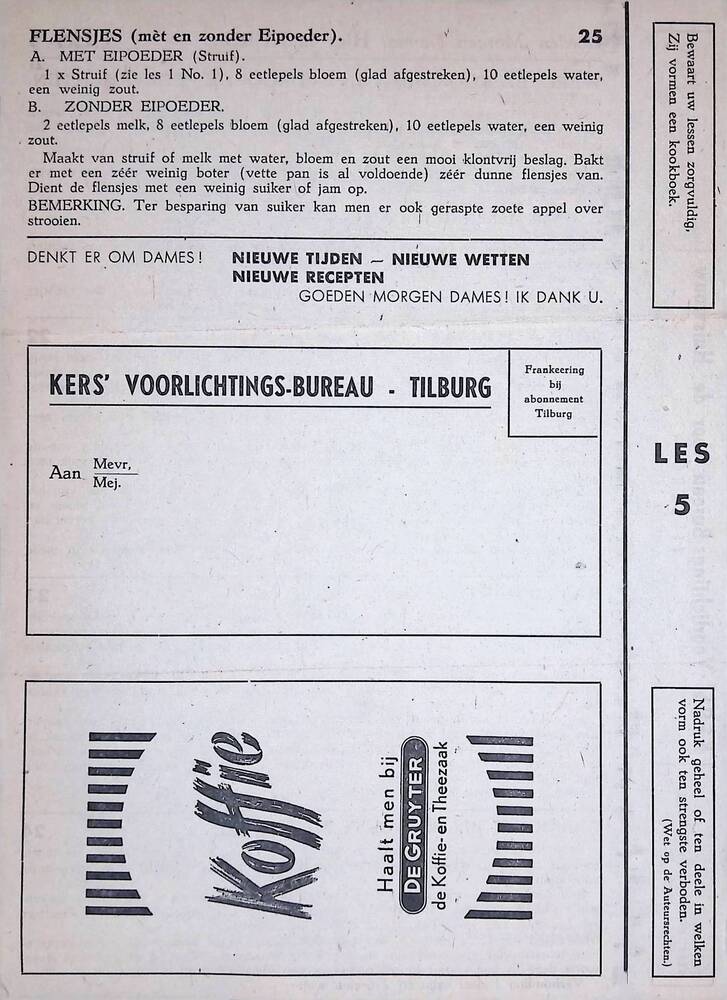 FLENSJES (mèt en zonder Eipoeder). 25
A. MET EIPOEDER (Struif).
1 x Struif (zie les 1 No. 1), 8 eetlepels bloem (glad afgestreken), 10 eetlepels water,
een weinig zout.
B. ZONDER EIPOEDER.
2 eetlepels melk, 8 eetlepels bloem (glad afgestreken), 10 eetlepels water, een weinig
zout.
Maakt van struif of melk met water, bloem en zout een mooi klontvrij beslag. Bakt
er met een zéér weinig boter (vette pan is al voldoende) zéér dunne flensjes van.
Dient de flensjes met een weinig suiker of jam op.
BEMERKING. Ter besparing van suiker kan men er ook geraspte zoete appel over
strooien.
DENKT ER OM DAMES! NIEUWE TIJDEN — NIEUWE WETTEN
NIEUWE RECEPTEN
GOEDEN MORGEN DAMES! IK DANK U.
KERS' VOORLICHTINGS-BUREAU - TILBURG
Frankeering
bij
abonnement
Tilburg
Aan Mevr,
Mej.
Koffie
Haalt men bij
DE GRUYTER
de Koffie- en Theezaak
Bewaart uw lessen zorgvuldig,
Zij vormen een kookboek.
LES
5
Nadruk geheel of ten deele in welken
vorm ook ten strengste verboden.
(Wet op de Auteursrechten.)